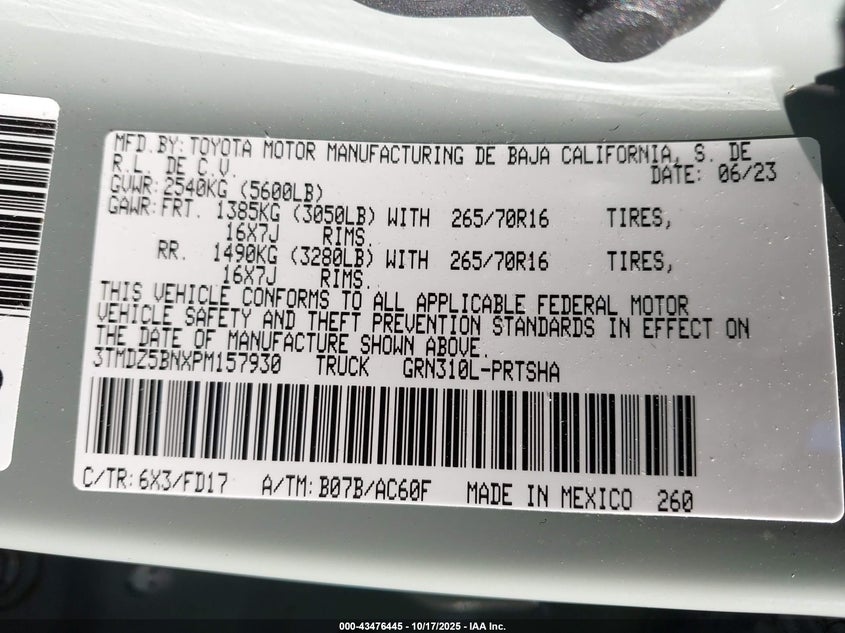 MFD.BY: TOYOTA MOTOR MANUFACTURING DE BAJA CALIFORNIA, S. DE
R.L. DE C.V. DATE: 06/23
GVWR: 2540KG (5600LB)
GAWR: FRT. 1385KG (3050LB) WITH 265/70R16 TIRES,
16X7J RIMS.
RR. 1490KG (3280LB) WITH 265/70R16 TIRES,
16X7J RIMS.
THIS VEHICLE CONFORMS TO ALL APPLICABLE FEDERAL MOTOR
VEHICLE SAFETY AND THEFT PREVENTION STANDARDS IN EFFECT ON
THE DATE OF MANUFACTURE SHOWN ABOVE.
3TMDZ5BNXPM157930 TRUCK GRN310L-PRTSHA
C/TR: 6X3/FD17 A/TM: B07B/AC60F MADE IN MEXICO 260
000-43476445 - 10/17/2025 - IAA Inc.